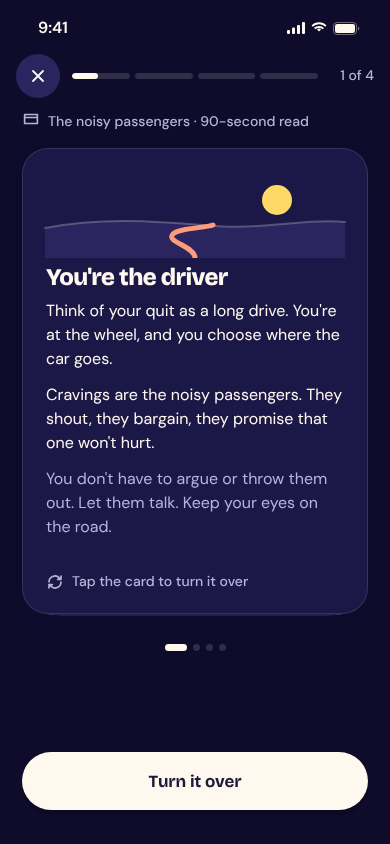 9:41
1 of 4
The noisy passengers · 90-second read
You're the driver
Think of your quit as a long drive. You're
at the wheel, and you choose where the
car goes.
Cravings are the noisy passengers. They
shout, they bargain, they promise that
one won't hurt.
You don't have to argue or throw them
out. Let them talk. Keep your eyes on
the road.
Tap the card to turn it over
Turn it over